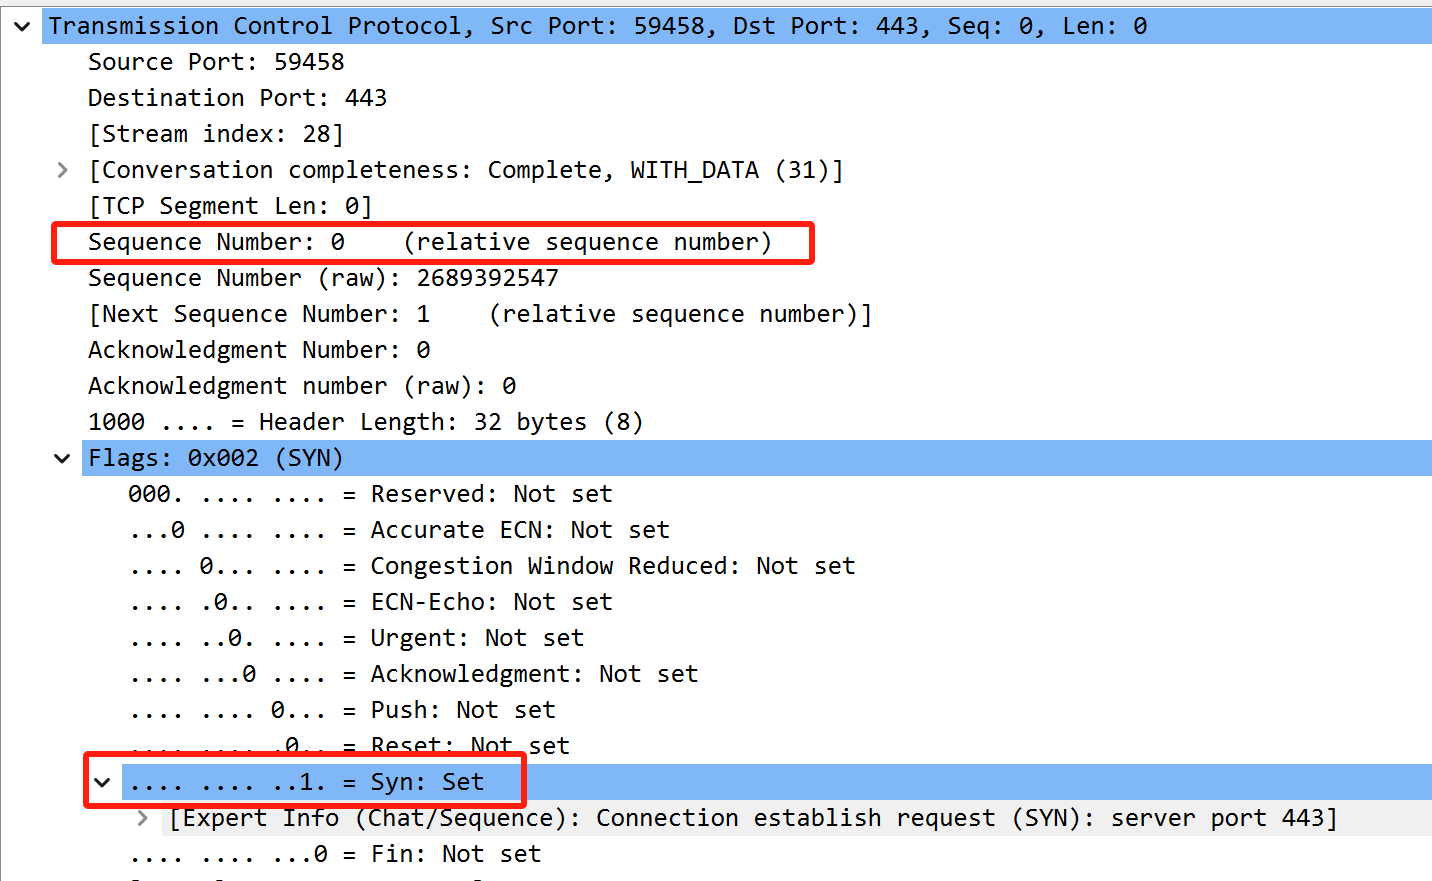 Transmission Control Protocol, Src Port: 59458, Dst Port: 443, Seq: 0, Len: 0
Source Port: 59458
Destination Port: 443
[Stream index: 28]
[Conversation completeness: Complete, WITH_DATA (31)]
[TCP Segment Len: 0]
Sequence Number: 0    (relative sequence number)
Sequence Number (raw): 2689392547
[Next Sequence Number: 1    (relative sequence number)]
Acknowledgment Number: 0
Acknowledgment number (raw): 0
1000 .... = Header Length: 32 bytes (8)
Flags: 0x002 (SYN)
000. .... .... = Reserved: Not set
...0 .... .... = Accurate ECN: Not set
.... 0... .... = Congestion Window Reduced: Not set
.... .0.. .... = ECN-Echo: Not set
.... ..0. .... = Urgent: Not set
.... ...0 .... = Acknowledgment: Not set
.... .... 0... = Push: Not set
.... .... .0.. = Reset: Not set
.... .... ..1. = Syn: Set
[Expert Info (Chat/Sequence): Connection establish request (SYN): server port 443]
.... .... ...0 = Fin: Not set